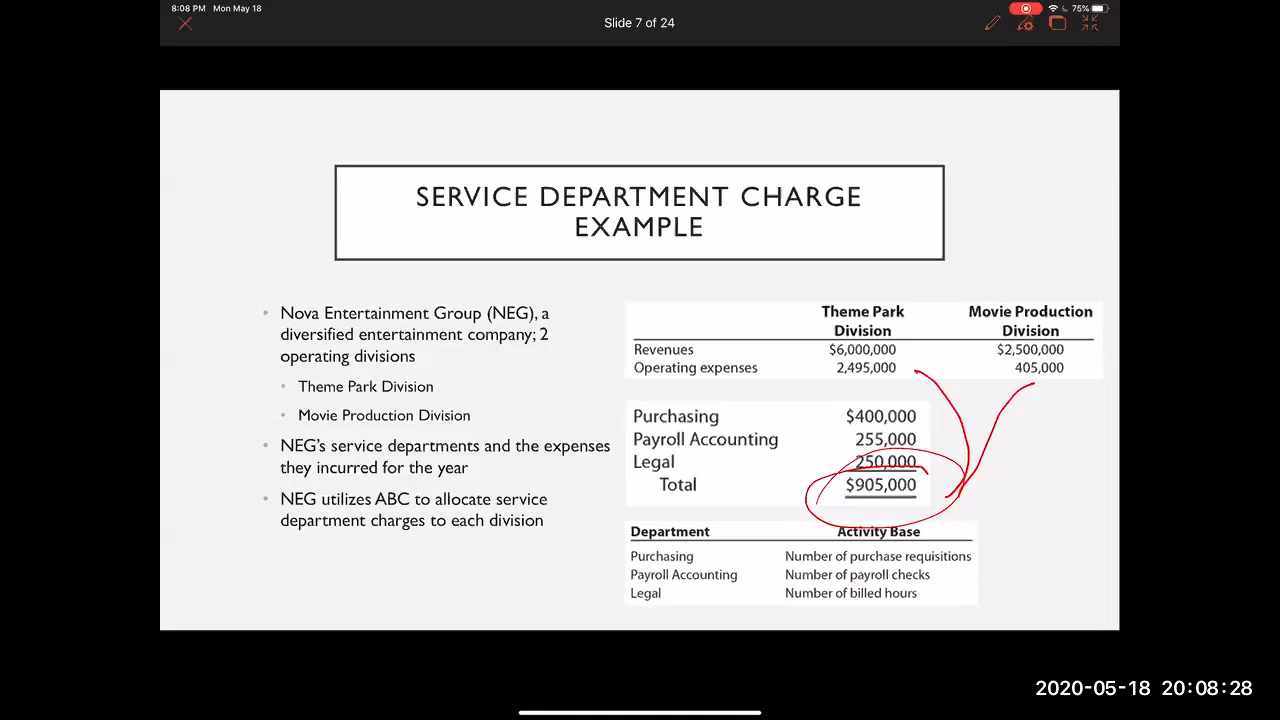 8:08 PM Mon May 18
75%
Slide 7 of 24
SERVICE DEPARTMENT CHARGE
EXAMPLE
• Nova Entertainment Group (NEG), a
diversified entertainment company; 2
operating divisions
• Theme Park Division
• Movie Production Division
• NEG's service departments and the expenses
they incurred for the year
• NEG utilizes ABC to allocate service
department charges to each division
Theme Park Movie Production
Division Division
Revenues $6,000,000 $2,500,000
Operating expenses 2,495,000 405,000
Purchasing $400,000
Payroll Accounting 255,000
Legal 250,000
Total $905,000
Department Activity Base
Purchasing Number of purchase requisitions
Payroll Accounting Number of payroll checks
Legal Number of billed hours
2020-05-18 20:08:28